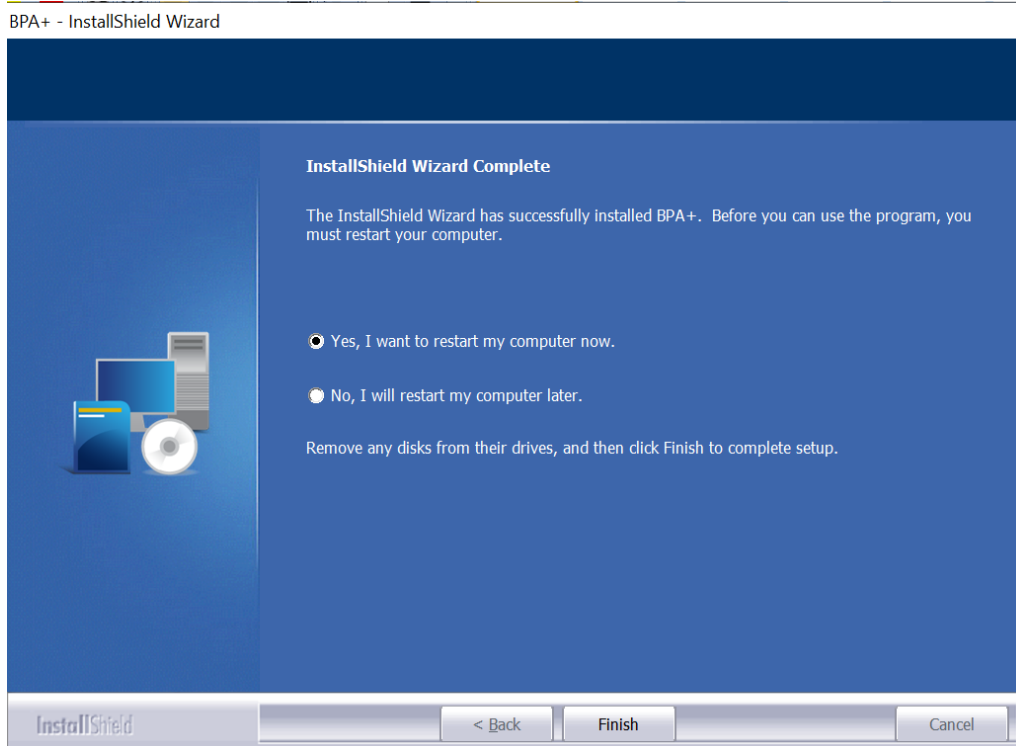 BPA+ - InstallShield Wizard
InstallShield Wizard Complete
The InstallShield Wizard has successfully installed BPA+.  Before you can use the program, you
must restart your computer.
Yes, I want to restart my computer now.
No, I will restart my computer later.
Remove any disks from their drives, and then click Finish to complete setup.
InstallShield
< Back
Finish
Cancel